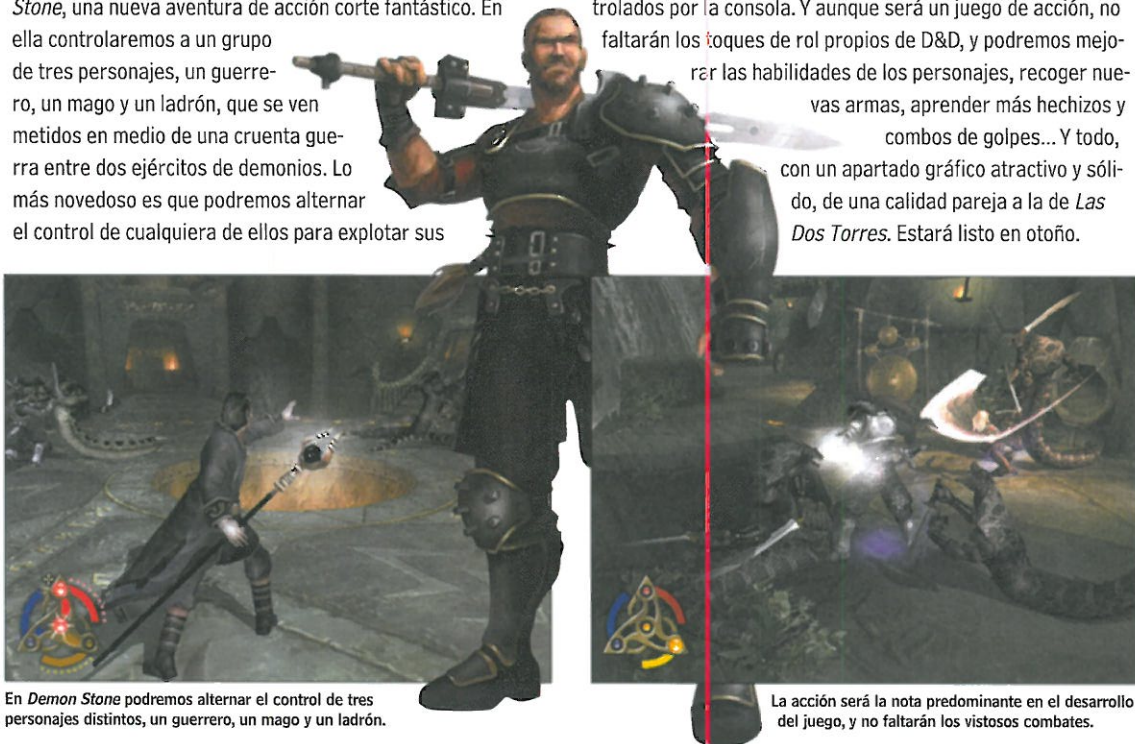 Stone, una nueva aventura de acción corte fantástico. En
ella controlaremos a un grupo
de tres personajes, un guerre-
ro, un mago y un ladrón, que se ven
metidos en medio de una cruenta gue-
rra entre dos ejércitos de demonios. Lo
más novedoso es que podremos alternar
el control de cualquiera de ellos para explotar sus
trolados por la consola. Y aunque será un juego de acción, no
faltarán los toques de rol propios de D&D, y podremos mejo-
rar las habilidades de los personajes, recoger nue-
vas armas, aprender más hechizos y
combos de golpes... Y todo,
con un apartado gráfico atractivo y sóli-
do, de una calidad pareja a la de Las
Dos Torres. Estará listo en otoño.
En Demon Stone podremos alternar el control de tres
personajes distintos, un guerrero, un mago y un ladrón.
La acción será la nota predominante en el desarrollo
del juego, y no faltarán los vistosos combates.